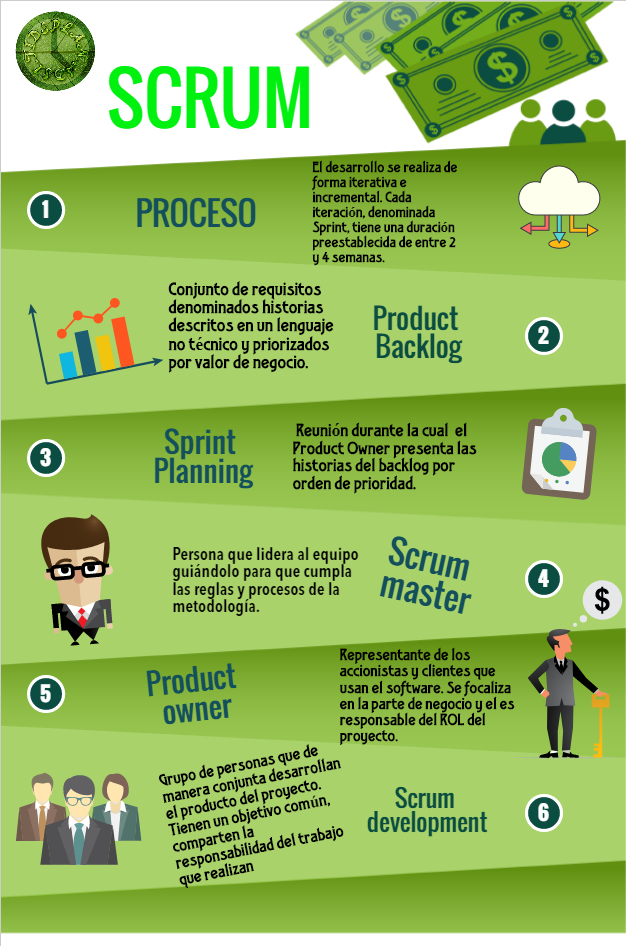 SCRUM
1
PROCESO
El desarrollo se realiza de
forma iterativa e
incremental. Cada
iteración, denominada
Sprint, tiene una duración
preestablecida de entre 2
y 4 semanas.
Conjunto de requisitos
denominados historias
descritos en un lenguaje
no técnico y priorizados
por valor de negocio.
Product
Backlog
2
3
Sprint
Planning
Reunión durante la cual el
Product Owner presenta las
historias del backlog por
orden de prioridad.
Persona que lidera al equipo
guiándolo para que cumpla
las reglas y procesos de la
metodología.
Scrum
master
4
$
5
Product
owner
Representante de los
accionistas y clientes que
usan el software. Se focaliza
en la parte de negocio y el es
responsable del ROL del
proyecto.
Grupo de personas que de
manera conjunta desarrollan
el producto del proyecto.
Tienen un objetivo común,
comparten la
responsabilidad del trabajo
que realizan
Scrum
development
6